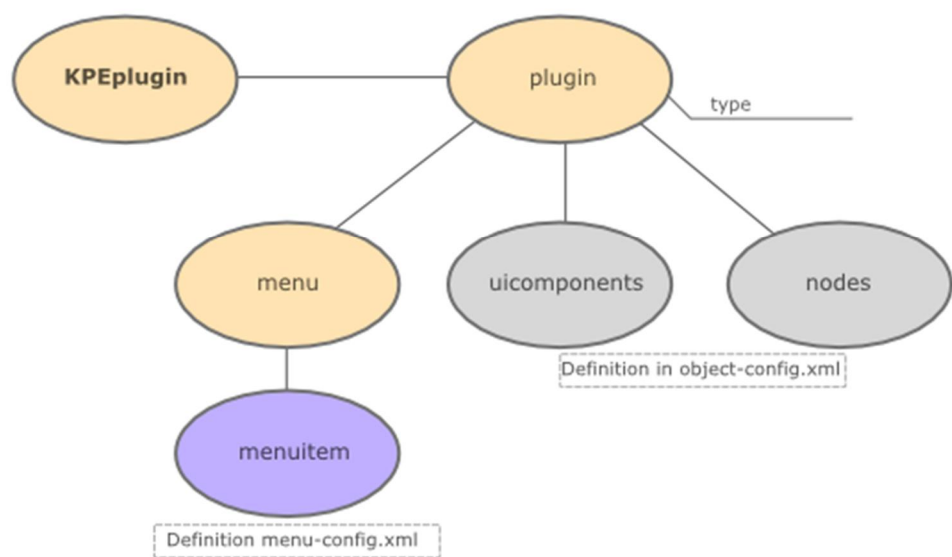 KPEplugin
plugin
type
menu
uicomponents
nodes
Definition in object-config.xml
menuitem
Definition menu-config.xml